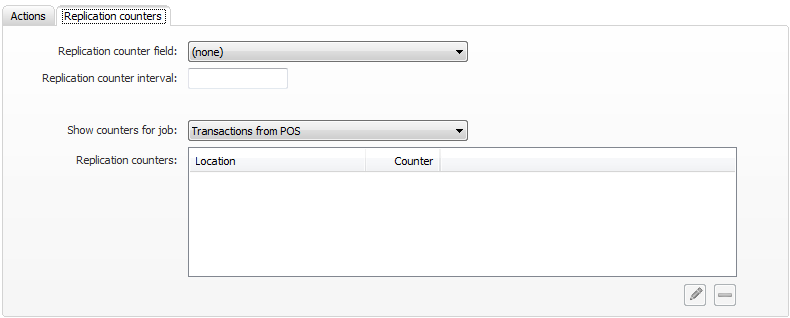 Actions
Replication counters
Replication counter field: (none)
Replication counter interval:
Show counters for job: Transactions from POS
Replication counters: Location Counter